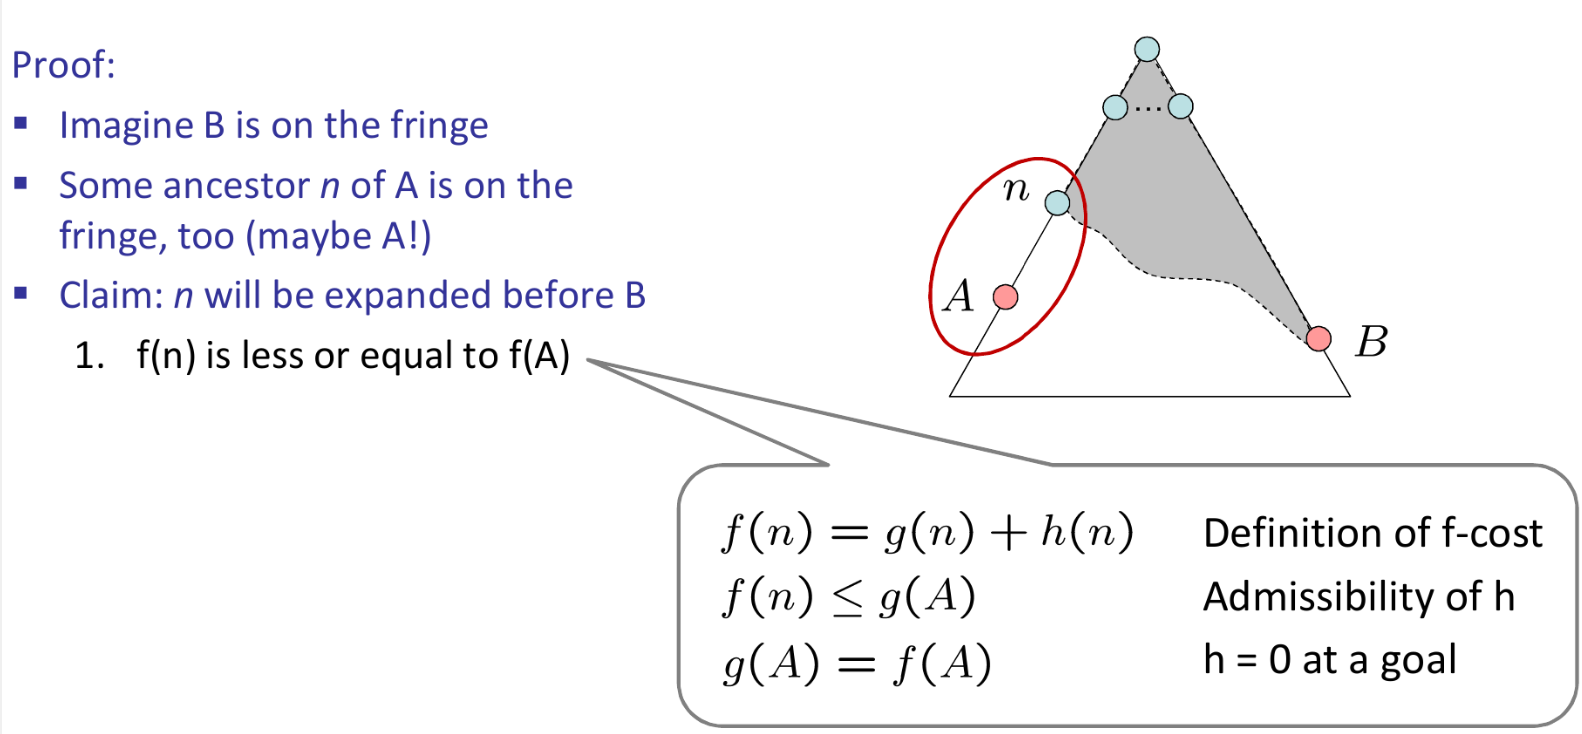 Proof:
▪ Imagine B is on the fringe
▪ Some ancestor n of A is on the
fringe, too (maybe A!)
▪ Claim: n will be expanded before B
1. f(n) is less or equal to f(A)
...
n
A
B
f(n) = g(n) + h(n) Definition of f-cost
f(n) ≤ g(A) Admissibility of h
g(A) = f(A) h = 0 at a goal